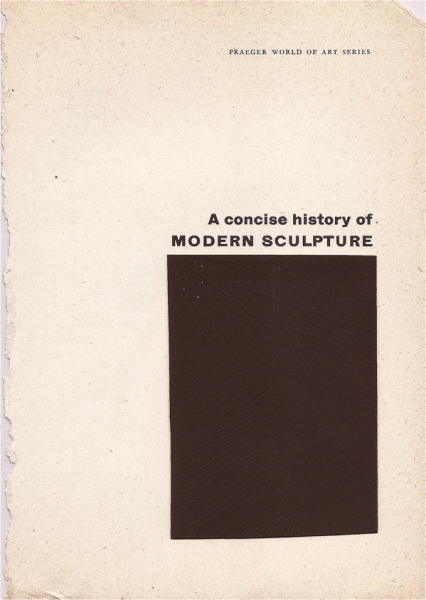 PRAEGER WORLD OF ART SERIES
A concise history of
MODERN SCULPTURE